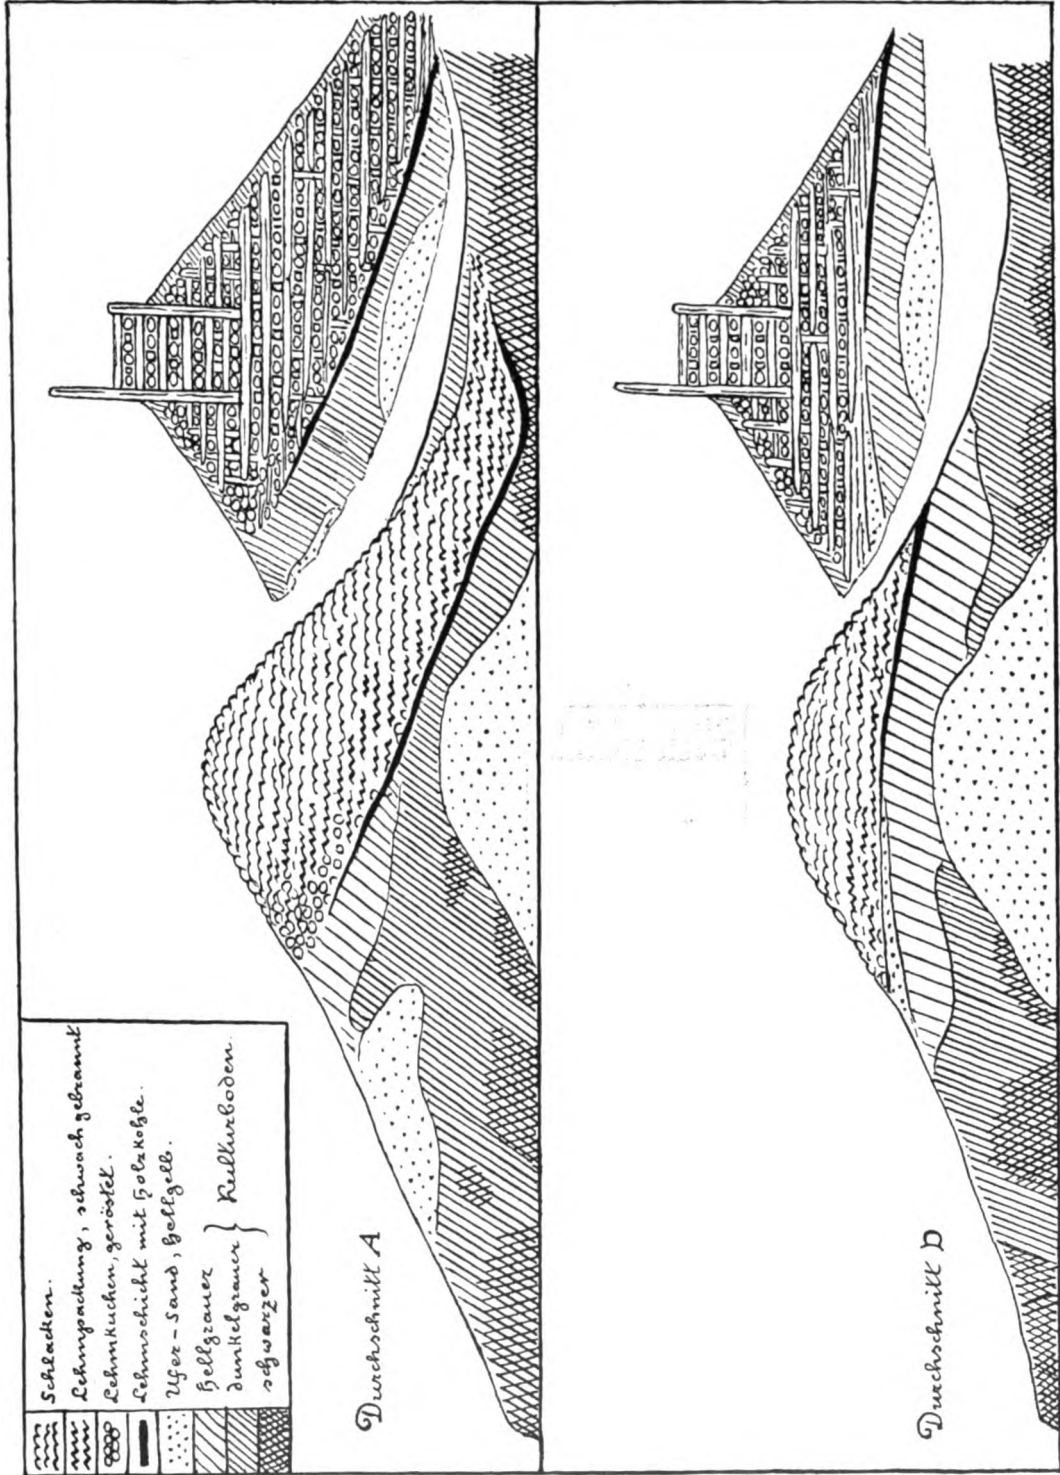 Schlacken.
Lehmpackung, schwach gebrannt
Lehmkuchen, geröstet.
Lehmschicht mit Holzkohle.
Ufer-Sand, hellgelb.
hellgrauer
dunkelgrauer } Kulturboden.
schwarzer
Durchschnitt A
Durchschnitt D